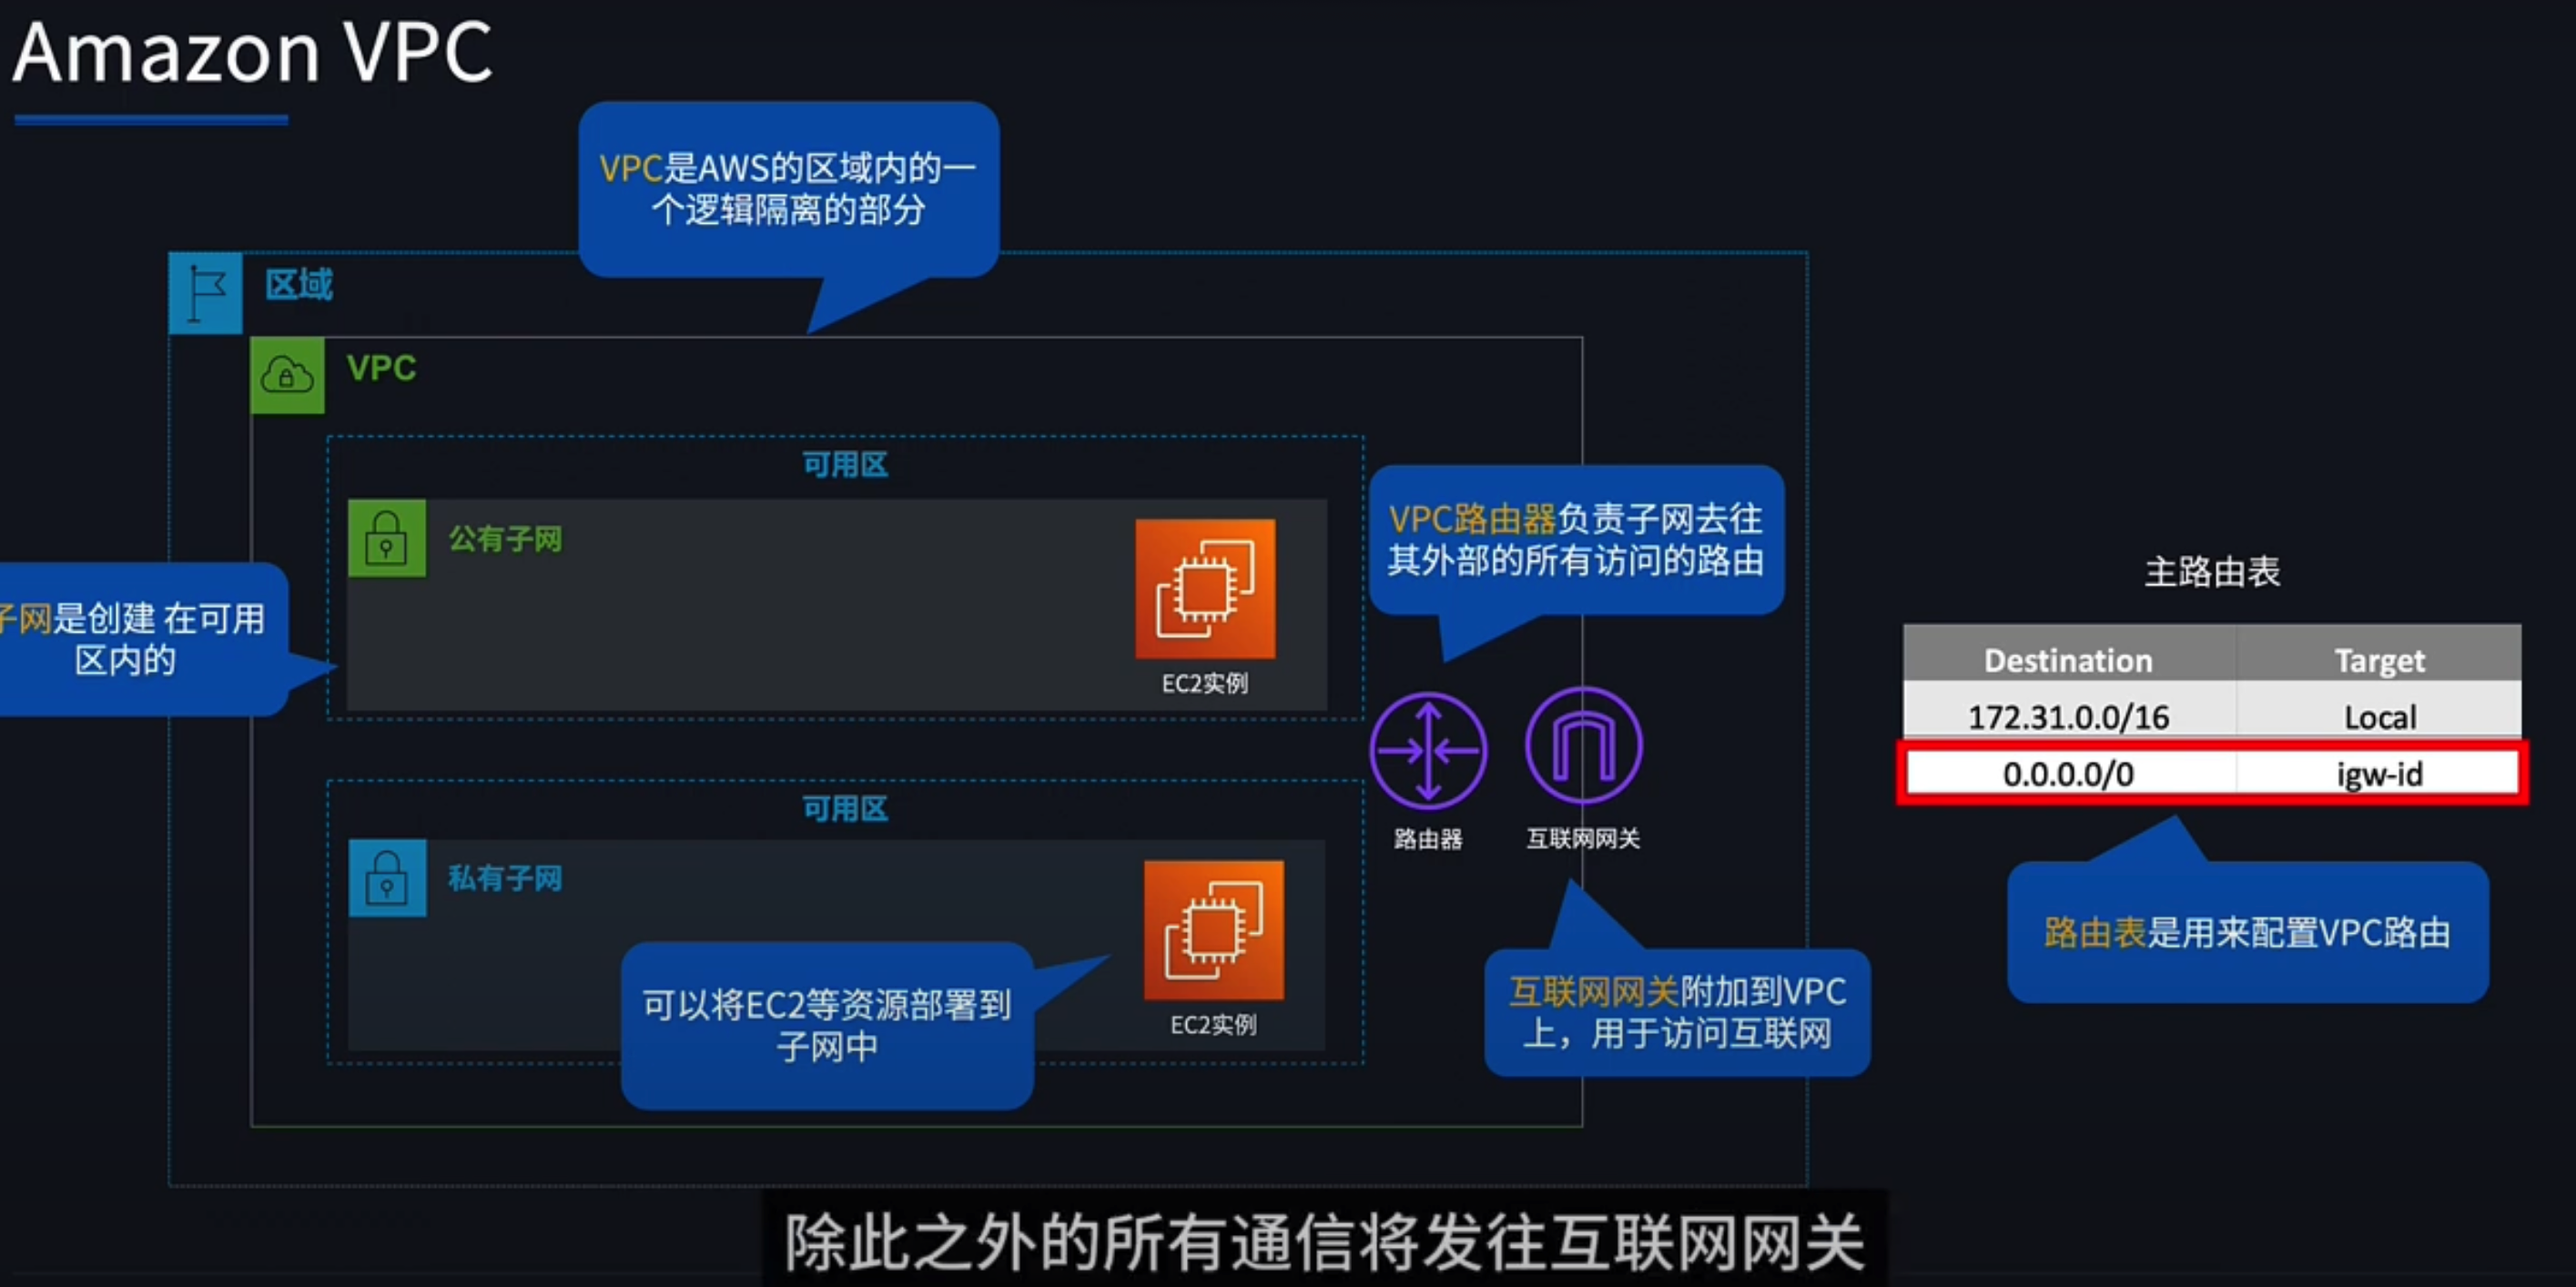 Amazon VPC
VPC是AWS的区域内的一
个逻辑隔离的部分
区域
VPC
可用区
公有子网
EC2实例
子网是创建 在可用
区内的
VPC路由器负责子网去往
其外部的所有访问的路由
主路由表
Destination Target
172.31.0.0/16 Local
0.0.0.0/0 igw-id
路由器
互联网网关
可用区
私有子网
EC2实例
可以将EC2等资源部署到
子网中
互联网网关附加到VPC
上，用于访问互联网
路由表是用来配置VPC路由
除此之外的所有通信将发往互联网网关